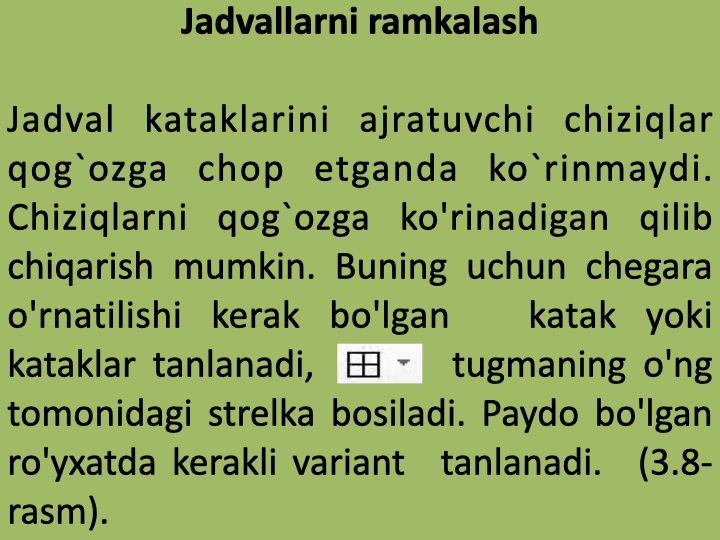 Jadvallarni ramkalash
Jadval kataklarini ajratuvchi chiziqlar
qog`ozga chop etganda ko`rinmaydi.
Chiziqlarni qog`ozga ko'rinadigan qilib
chiqarish mumkin. Buning uchun chegara
o'rnatilishi kerak bo'lgan katak yoki
kataklar tanlanadi, tugmaning o'ng
tomonidagi strelka bosiladi. Paydo bo'lgan
ro'yxatda kerakli variant tanlanadi. (3.8-
rasm).